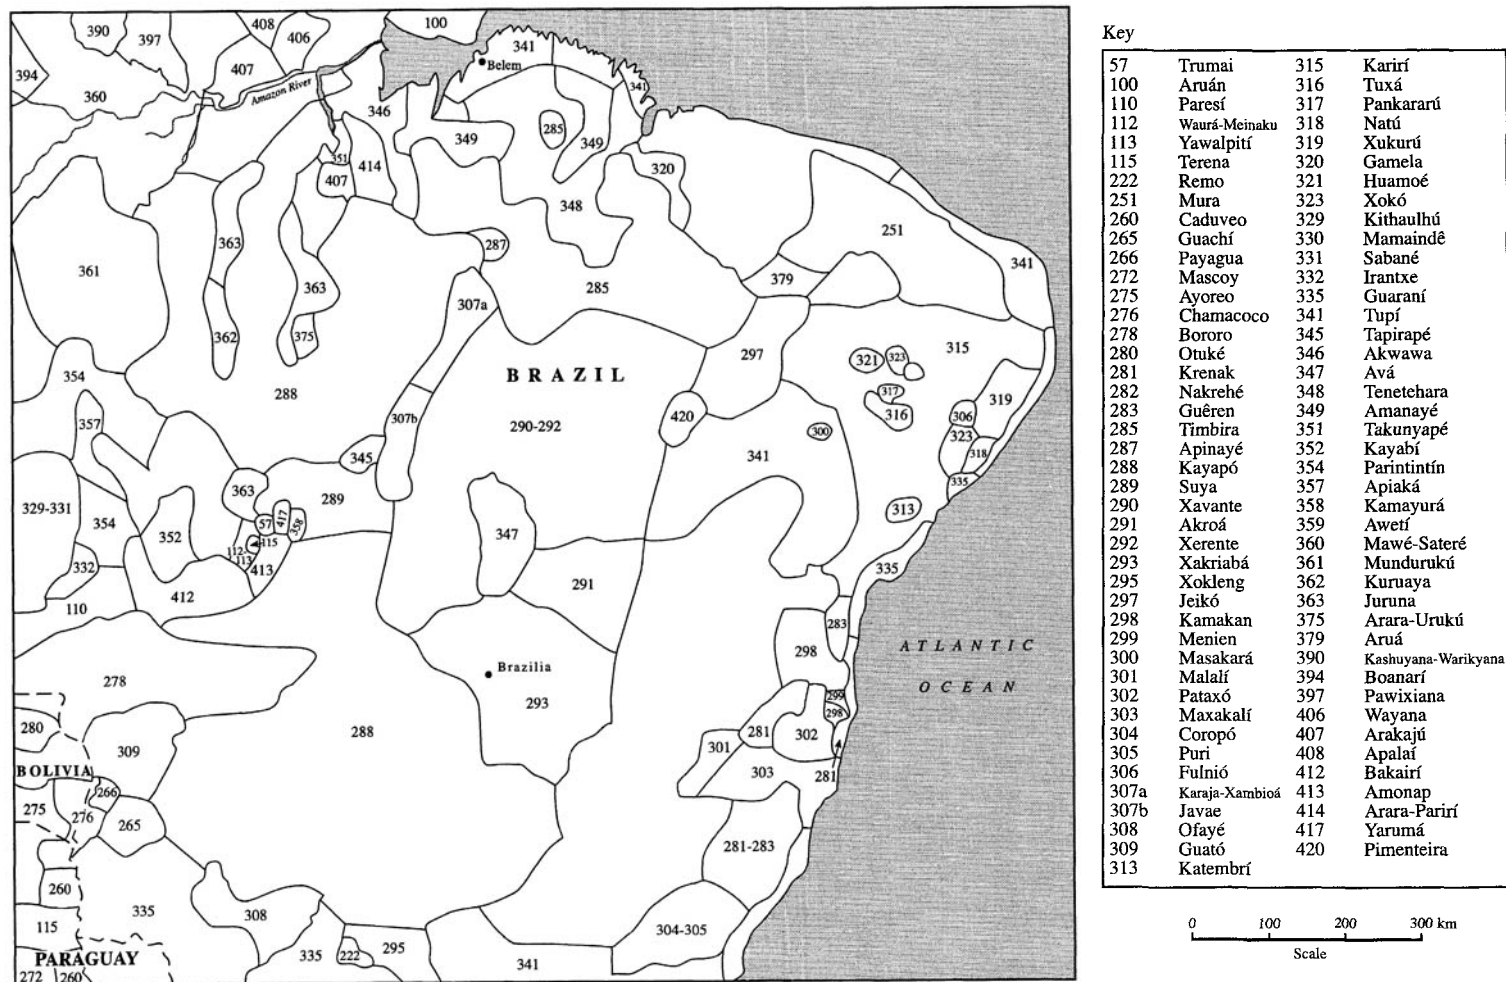 390
397
408
406
100
394
360
407
Amazon River
346
341
Belem
341
349
285
349
351
407
414
348
320
251
361
363
287
379
341
363
307a
285
362
375
354
BRAZIL
297
321
323
315
288
357
307b
290-292
420
317
316
319
300
306
323
318
345
341
335
329-331
363
289
313
354
352
57
417
358
347
112-
113
115
332
413
335
412
291
110
283
298
ATLANTIC
OCEAN
Brazilia
278
293
299
298
280
309
288
281
302
301
303
281
BOLIVIA
275
266
276
265
281-283
260
335
308
115
304-305
335
222
295
341
PARAGUAY
272
260
Key
57 Trumai 315 Karirí
100 Aruán 316 Tuxá
110 Paresí 317 Pankararú
112 Waurá-Meinaku 318 Natú
113 Yawalpití 319 Xukurú
115 Terena 320 Gamela
222 Remo 321 Huamoé
251 Mura 323 Xokó
260 Caduveo 329 Kithaulhú
265 Guachí 330 Mamaindê
266 Payagua 331 Sabané
272 Mascoy 332 Irantxe
275 Ayoreo 335 Guaraní
276 Chamacoco 341 Tupí
278 Bororo 345 Tapirapé
280 Otuké 346 Akwawa
281 Krenak 347 Avá
282 Nakrehé 348 Tenetehara
283 Guêren 349 Amanayé
285 Timbira 351 Takunyapé
287 Apinayé 352 Kayabí
288 Kayapó 354 Parintintín
289 Suya 357 Apiaká
290 Xavante 358 Kamayurá
291 Akroá 359 Awetí
292 Xerente 360 Mawé-Sateré
293 Xakriabá 361 Mundurukú
295 Xokleng 362 Kuruaya
297 Jeikó 363 Juruna
298 Kamakan 375 Arara-Urukú
299 Menien 379 Aruá
300 Masakará 390 Kashuyana-Warikyana
301 Malalí 394 Boanarí
302 Pataxó 397 Pawixiana
303 Maxakalí 406 Wayana
304 Coropó 407 Arakajú
305 Puri 408 Apalaí
306 Fulnió 412 Bakairí
307a Karaja-Xambioá 413 Amonap
307b Javae 414 Arara-Parirí
308 Ofayé 417 Yarumá
309 Guató 420 Pimenteira
313 Katembrí
0 100 200 300 km
Scale